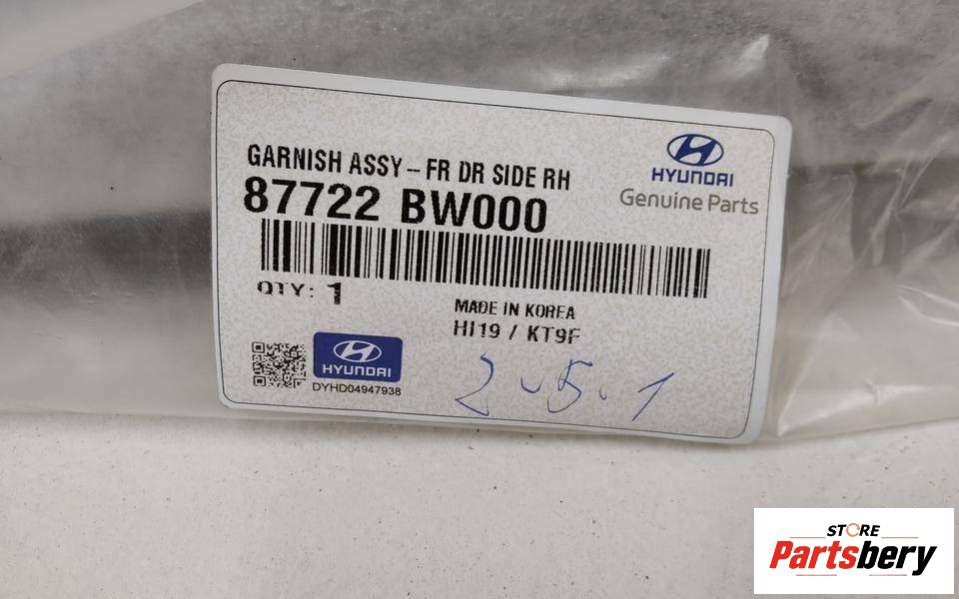 GARNISH ASSY-FR DR SIDE RH
87722 BW000
HYUNDAI
Genuine Parts
QTY: 1
MADE IN KOREA
HI19 / KT9F
HYUNDAI
DYHD04947938
2.5.1
STORE
Partsbery